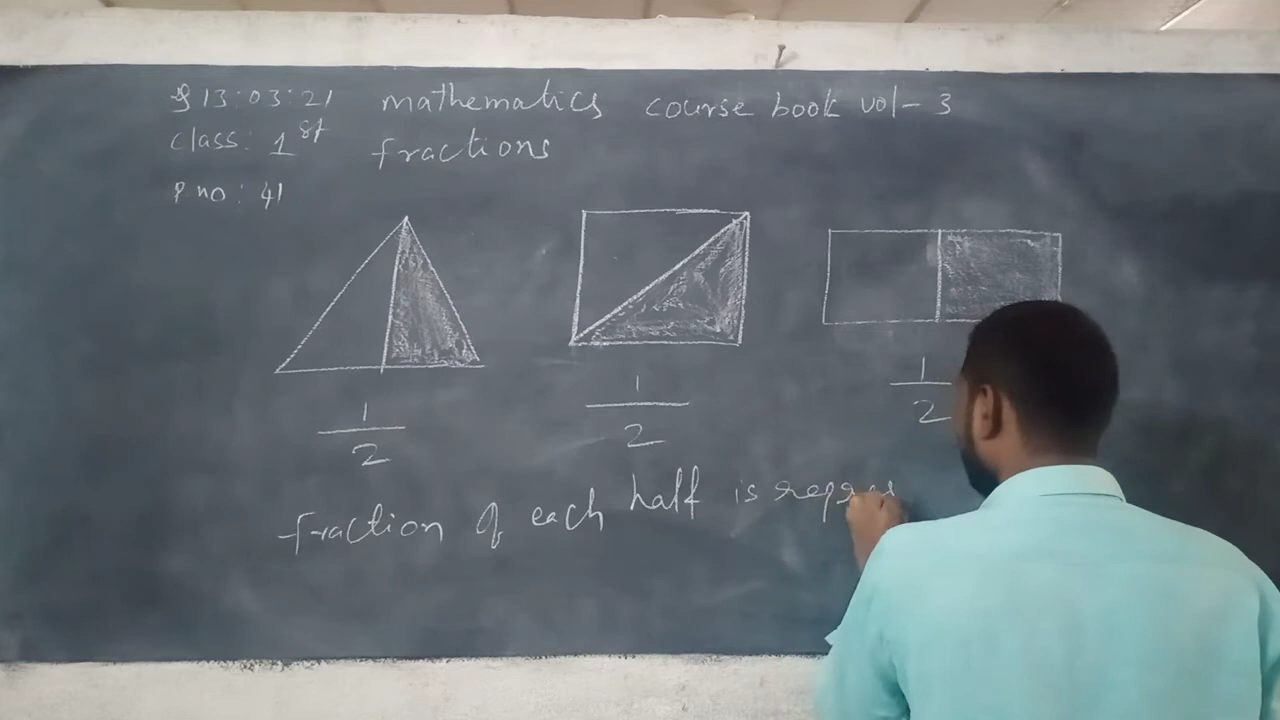 13:03:21 mathematics course book vol-3
class: 1st fractions
P.no: 41
1/2 1/2 1/2
fraction of each half is